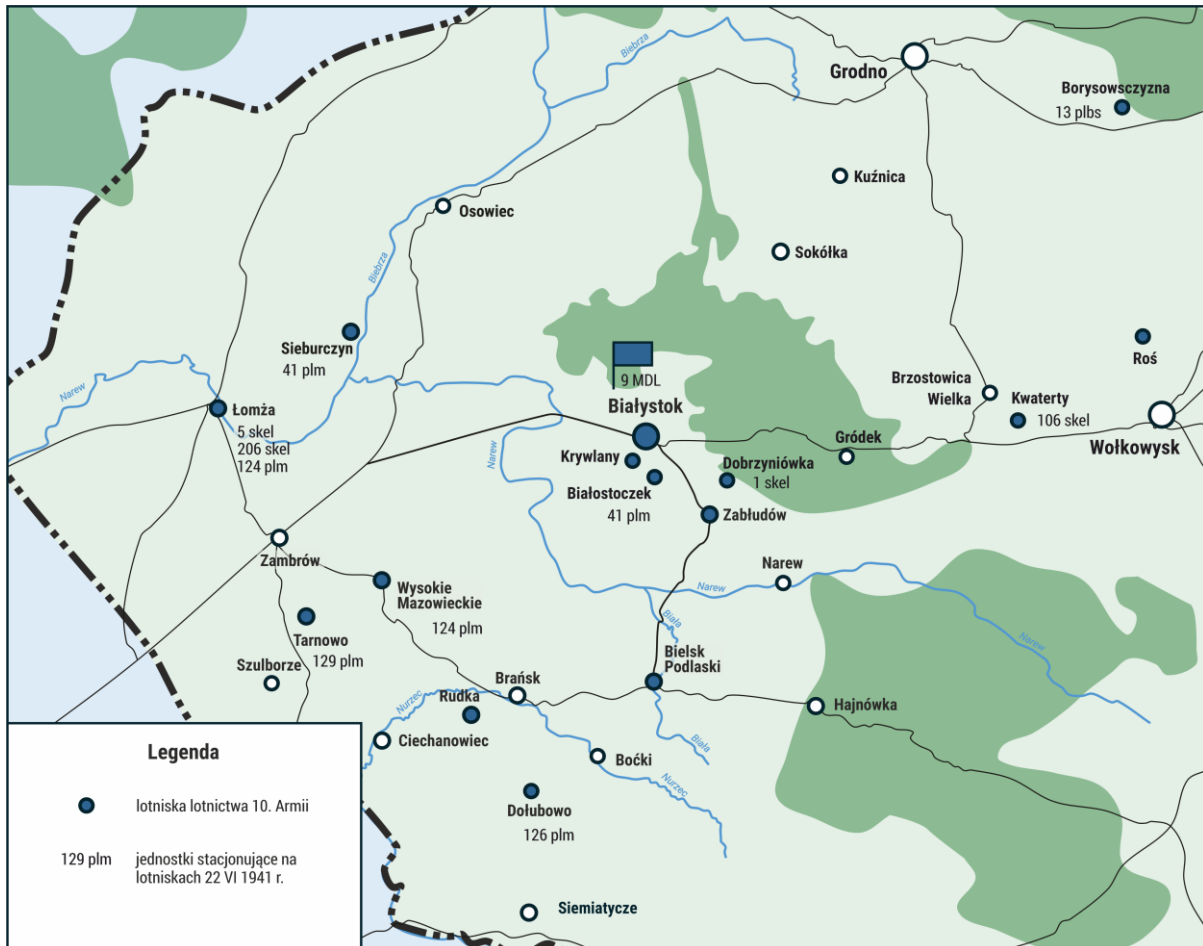 Biebrza
Grodno
Borysowsczyzna
13 plbs
Kuźnica
Osowiec
Biebrza
Sokółka
Sieburczyn
41 plm
Roś
9 MDL
Narew
Łomża
5 skel
206 skel
124 plm
Białystok
Brzostowica
Wielka
Kwaterty
106 skel
Wołkowysk
Narew
Krywlany
Gródek
Dobrzyniówka
1 skel
Białostoczek
41 plm
Zabłudów
Zambrów
Narew
Wysokie
Mazowieckie
124 plm
Narew
Tarnowo
129 plm
Biała
Narew
Szulborze
Bielsk
Podlaski
Brańsk
Rudka
Nurzec
Hajnówka
Ciechanowiec
Biała
Boćki
Nurzec
Dołubowo
126 plm
Siemiatycze
Legenda
lotniska lotnictwa 10. Armii
129 plm
jednostki stacjonujące na
lotniskach 22 VI 1941 r.